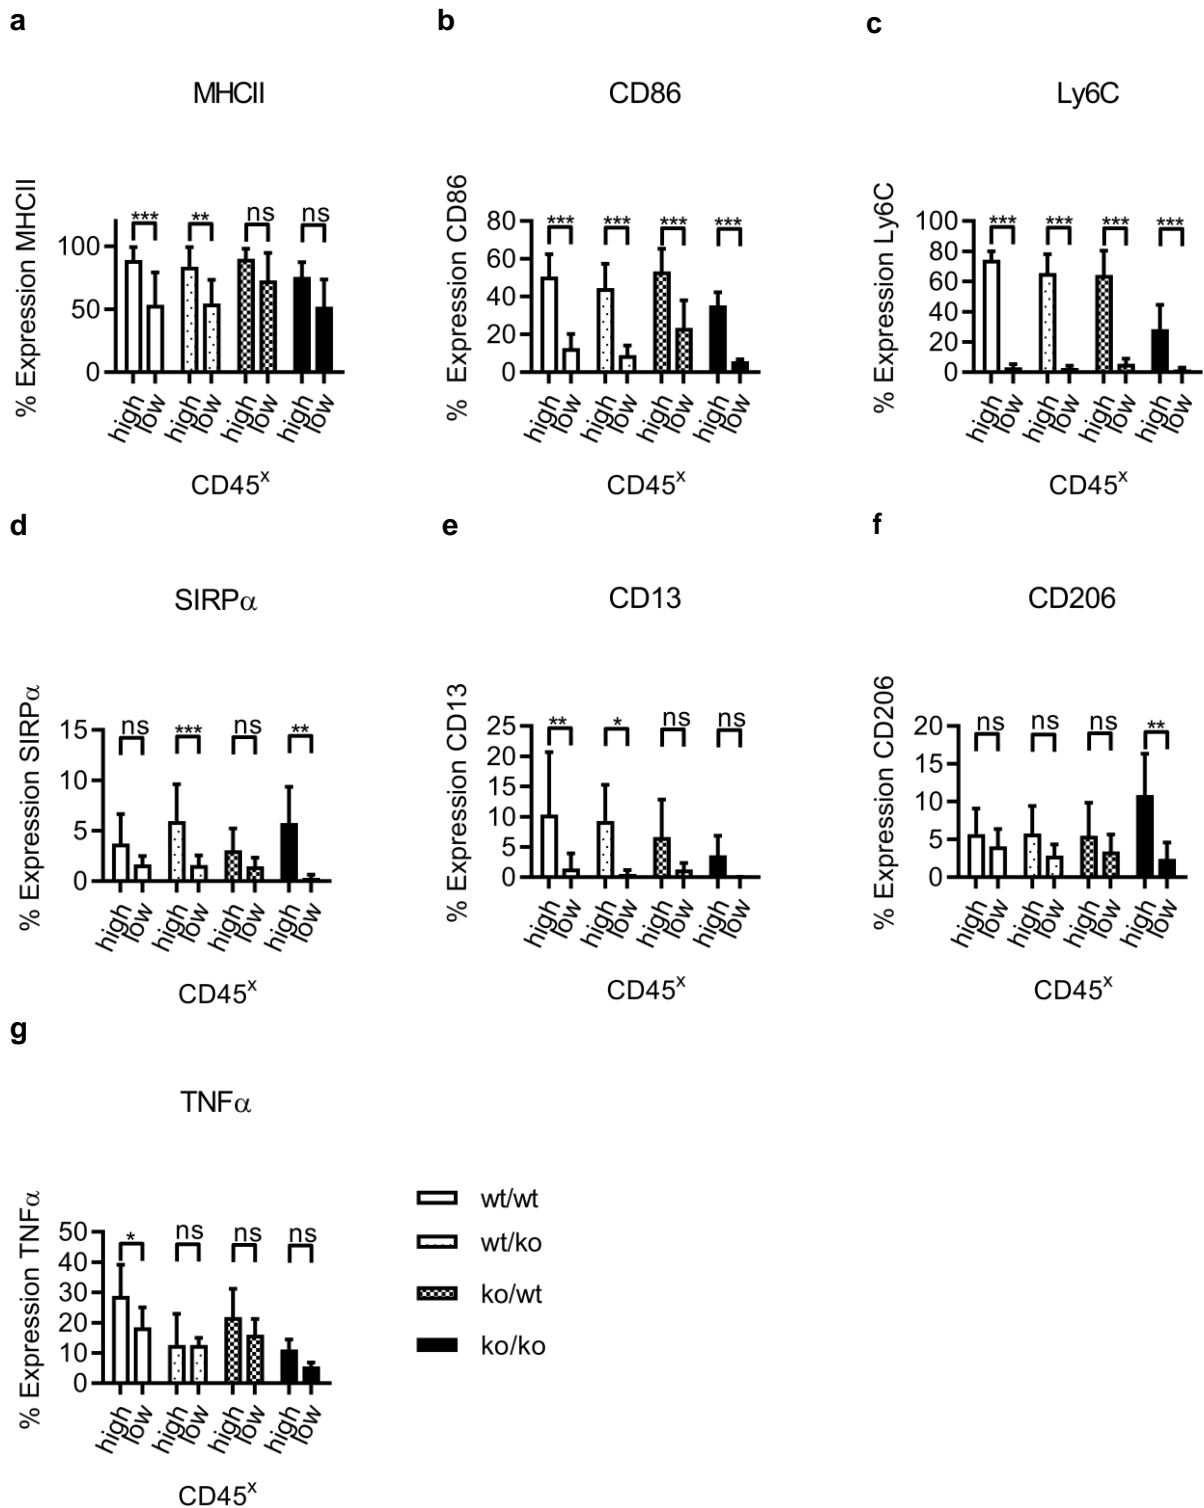 a
b
c
MHCII
CD86
Ly6C
% Expression MHCII
100
50
0
*** ** ns ns
high low high low high low high low
CD45x
% Expression CD86
80
60
40
20
0
*** *** *** ***
high low high low high low high low
CD45x
% Expression Ly6C
100
80
60
40
20
0
*** *** *** ***
high low high low high low high low
CD45x
d
e
f
SIRPα
CD13
CD206
% Expression SIRPα
15
10
5
0
ns *** ns **
high low high low high low high low
CD45x
% Expression CD13
25
20
15
10
5
0
** * ns ns
high low high low high low high low
CD45x
% Expression CD206
20
15
10
5
0
ns ns ns **
high low high low high low high low
CD45x
g
TNFα
% Expression TNFα
50
40
30
20
10
0
* ns ns ns
high low high low high low high low
CD45x
wt/wt
wt/ko
ko/wt
ko/ko